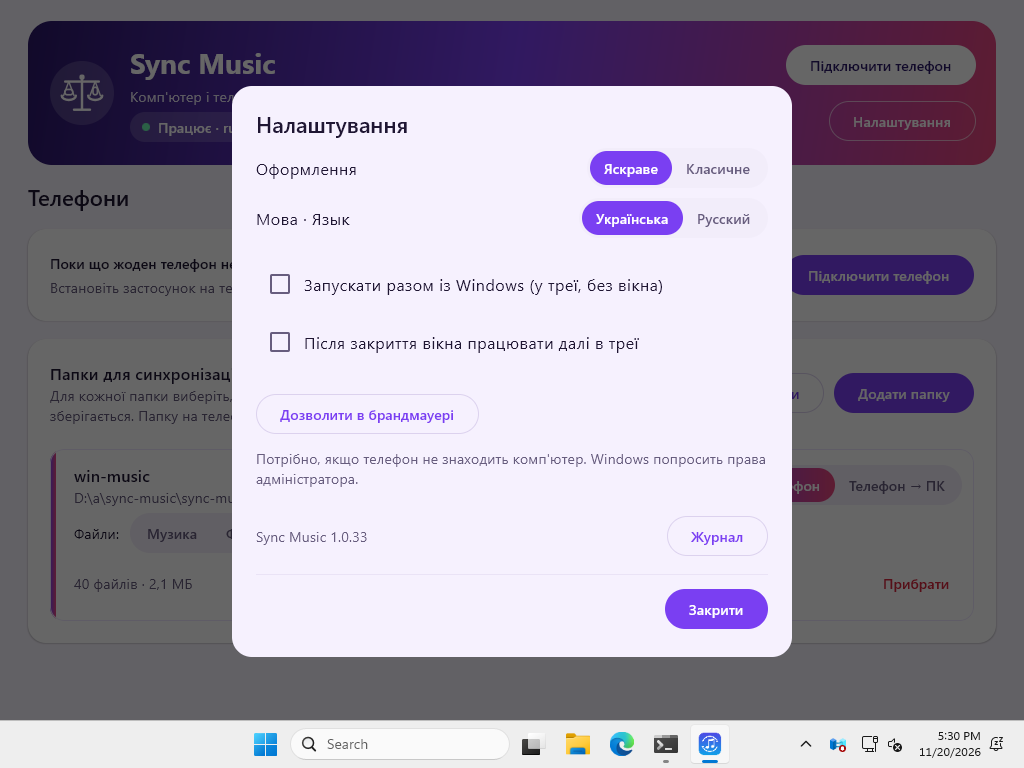 Sync Music
Підключити телефон
Комп'ютер і
Працює ·
Налаштування
Телефони
Поки що жоден телефон
Встановіть застосунок на
Підключити телефон
Папки для синхронізац
Для кожної папки виберіть,
зберігається. Папку на
Додати папку
win-music
D:\a\sync-music\sync-mu
Телефон → ПК
Файли:
Музика
40 файлів · 2,1 МБ
Прибрати
Налаштування
Оформлення
Яскраве
Класичне
Мова · Язык
Українська
Русский
Запускати разом із Windows (у треї, без вікна)
Після закриття вікна працювати далі в треї
Дозволити в брандмауері
Потрібно, якщо телефон не знаходить комп'ютер. Windows попросить права
адміністратора.
Sync Music 1.0.33
Журнал
Закрити
Search
5:30 PM
11/20/2026